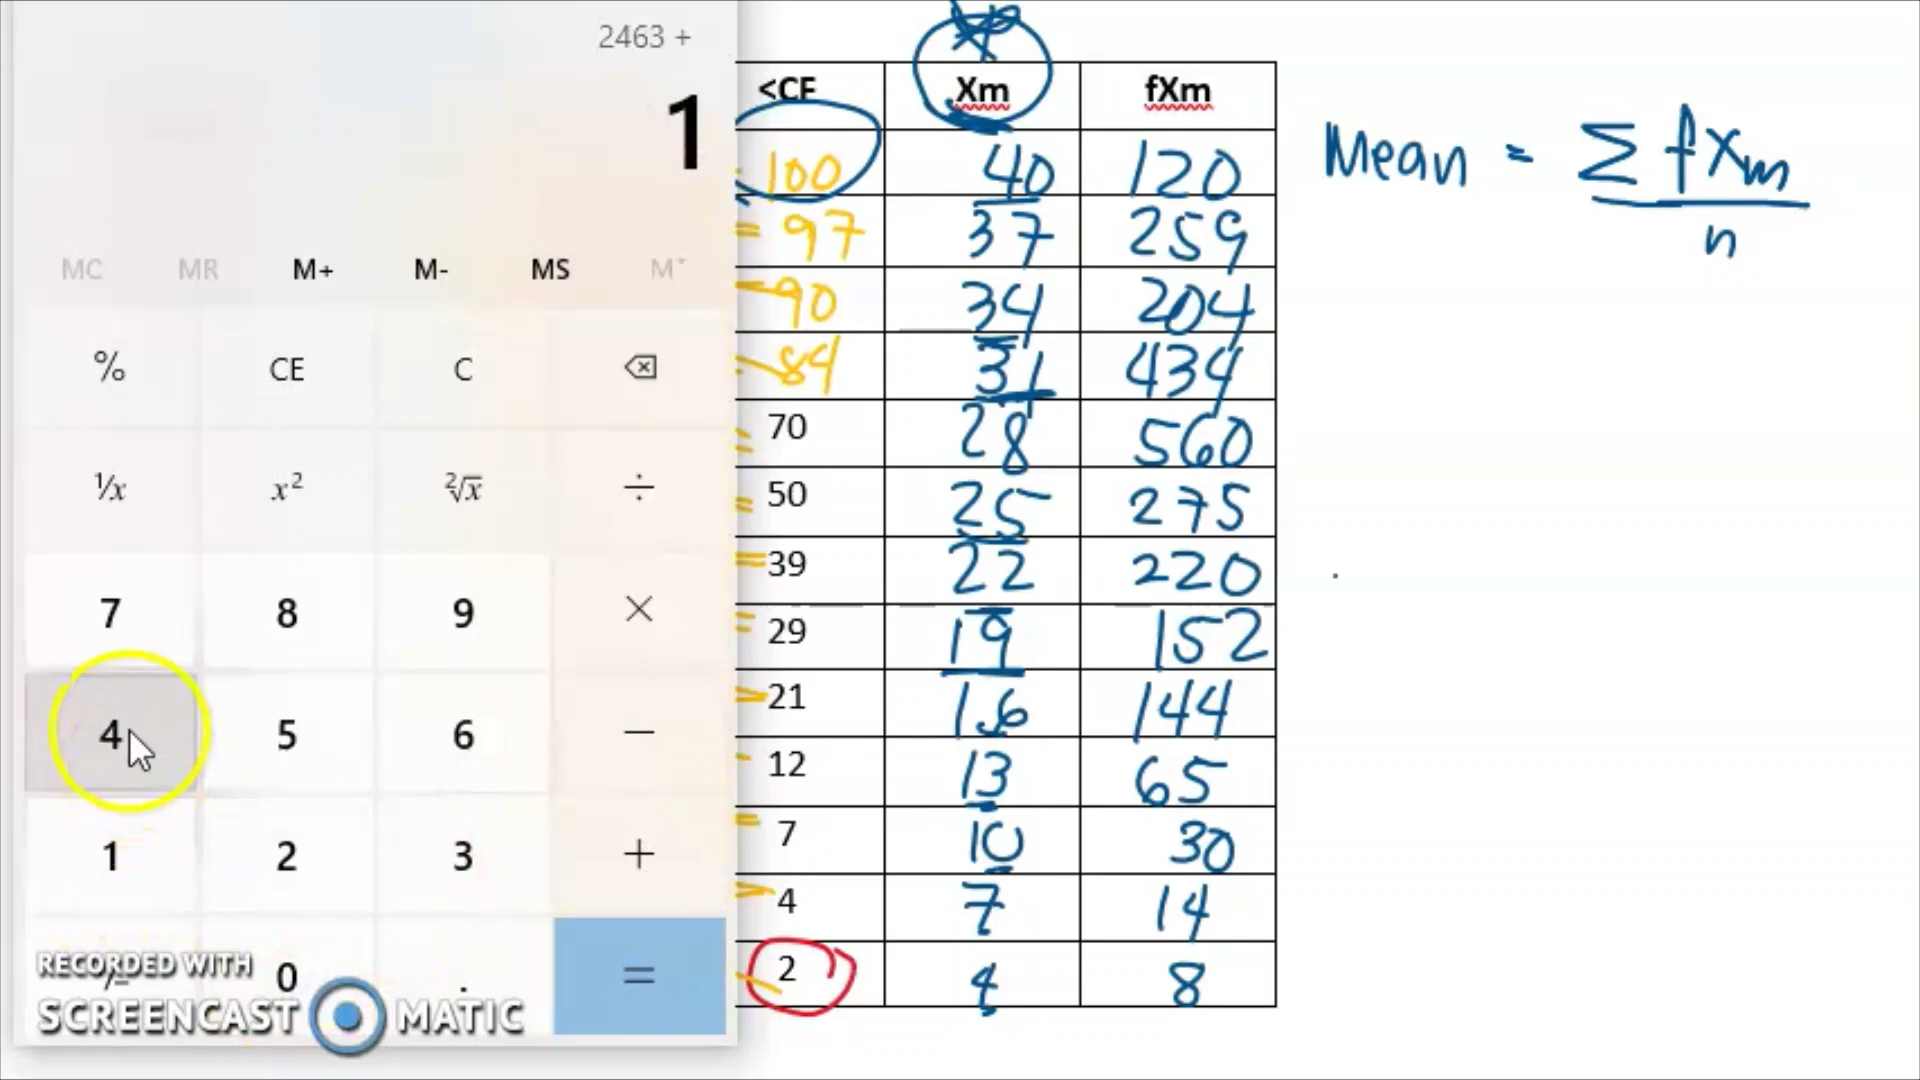 2463 +
1
MC MR M+ M- MS M˅
% CE C
⅟x x² ²√x ÷
7 8 9 ×
4 5 6 −
1 2 3 +
0 . =
RECORDED WITH
SCREENCAST MATIC
<CF Xm fXm
100 40 120
= 97 37 259
90 34 204
84 31 434
= 70 28 560
= 50 25 275
= 39 22 220
= 29 19 152
= 21 16 144
12 13 65
= 7 10 30
= 4 7 14
2 4 8
Mean = Σ fXm
n